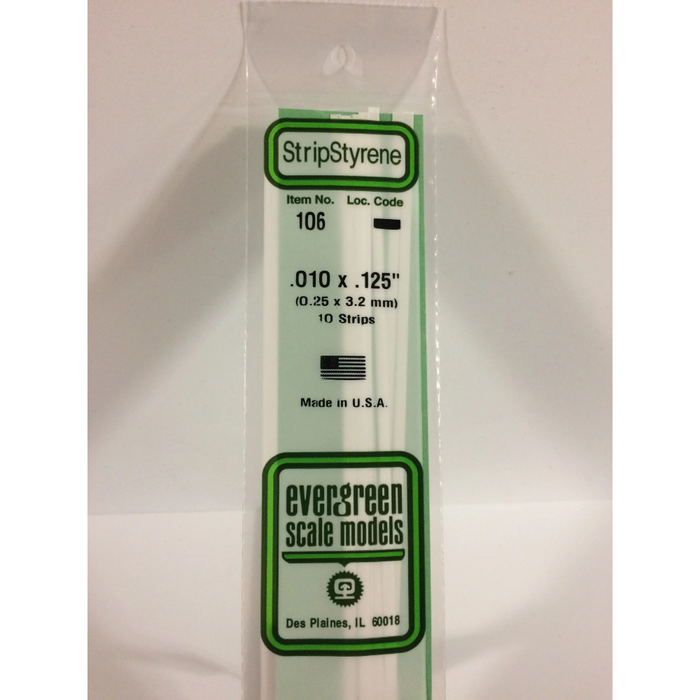 StripStyrene
Item No. Loc. Code
106
.010 x .125"
(0.25 x 3.2 mm)
10 Strips
Made in U.S.A.
evergreen
scale models
Des Plaines, IL 60018